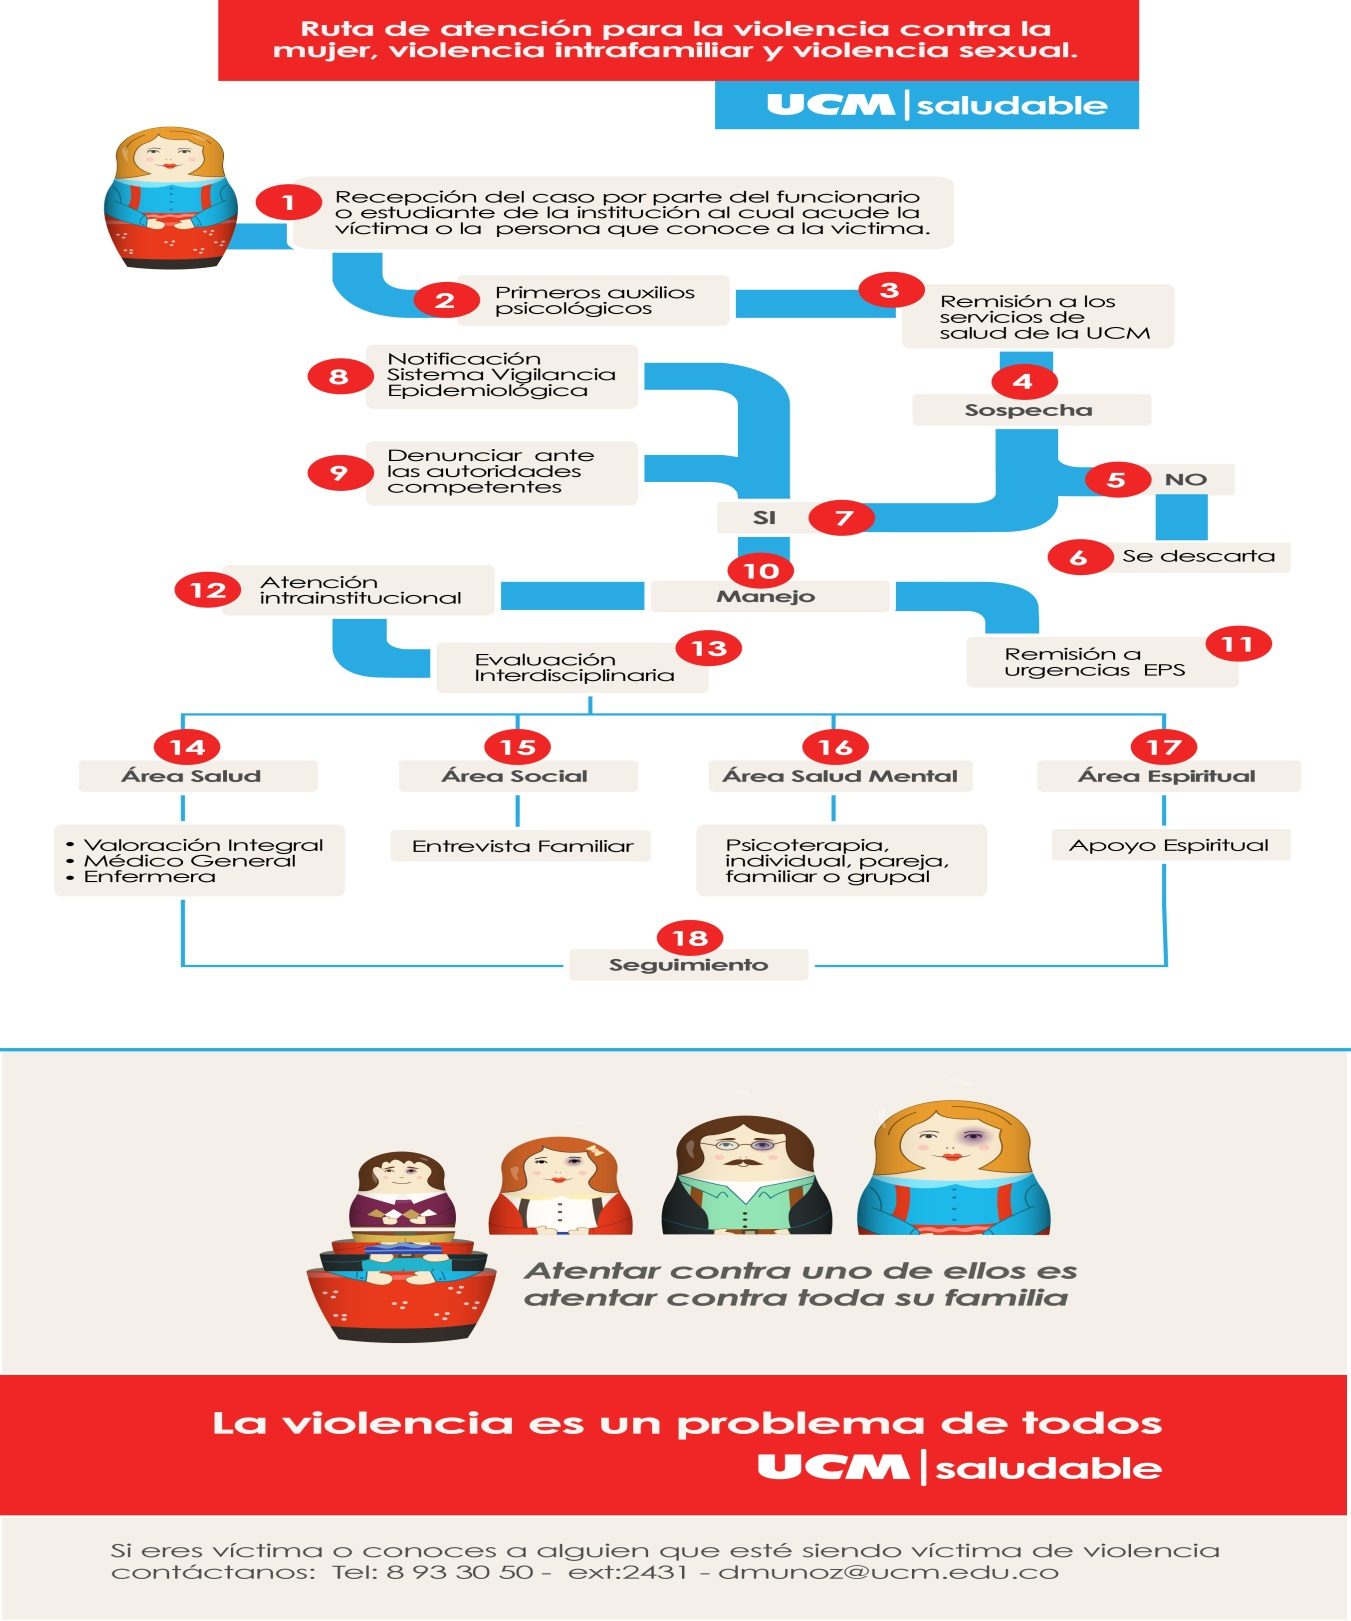 Ruta de atención para la violencia contra la
mujer, violencia intrafamiliar y violencia sexual.
UCM saludable
1
Recepción del caso por parte del funcionario
o estudiante de la institución al cual acude la
víctima o la persona que conoce a la victima.
2
Primeros auxilios
psicológicos
3
Remisión a los
servicios de
salud de la UCM
4
Sospecha
5
NO
6
Se descarta
SI
7
8
Notificación
Sistema Vigilancia
Epidemiológica
9
Denunciar ante
las autoridades
competentes
10
Manejo
11
Remisión a
urgencias EPS
12
Atención
intrainstitucional
13
Evaluación
Interdisciplinaria
14
Área Salud
• Valoración Integral
• Médico General
• Enfermera
15
Área Social
Entrevista Familiar
16
Área Salud Mental
Psicoterapia,
individual, pareja,
familiar o grupal
17
Área Espiritual
Apoyo Espiritual
18
Seguimiento
Atentar contra uno de ellos es
atentar contra toda su familia
La violencia es un problema de todos
UCM saludable
Si eres víctima o conoces a alguien que esté siendo víctima de violencia
contáctanos: Tel: 8 93 30 50 - ext:2431 - dmunoz@ucm.edu.co